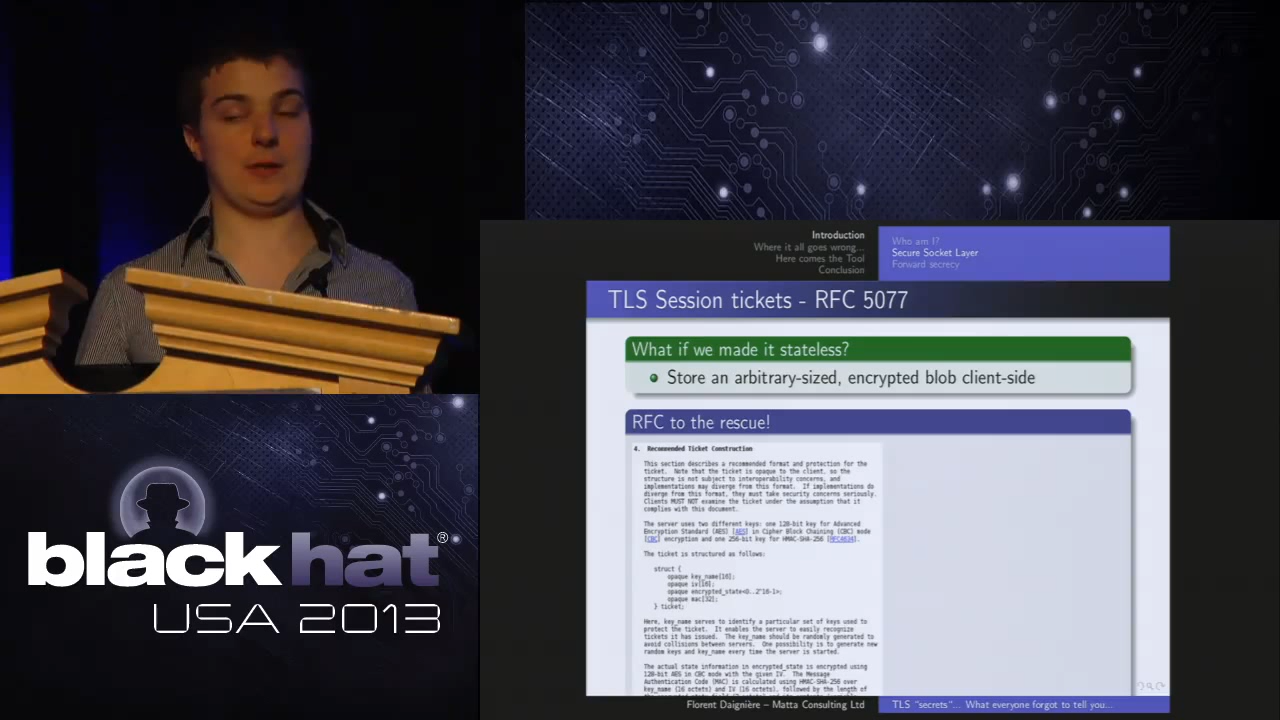 Introduction
Where it all goes wrong...
Here comes the Tool
Conclusion
Who am I?
Secure Socket Layer
Forward secrecy
TLS Session tickets - RFC 5077
What if we made it stateless?
Store an arbitrary-sized, encrypted blob client-side
RFC to the rescue!
4. Recommended Ticket Construction
This section describes a recommended format and protection for the
ticket. Note that the ticket is opaque to the client, so the
structure is not subject to interoperability concerns, and
implementations may diverge from this format. If implementations do
diverge from this format, they must take security concerns seriously.
Clients MUST NOT examine the ticket under the assumption that it
complies with this document.
The server uses two different keys: one 128-bit key for Advanced
Encryption Standard (AES) [AES] in Cipher Block Chaining (CBC) mode
[CBC] encryption and one 256-bit key for HMAC-SHA-256 [RFC4634].
The ticket is structured as follows:
struct {
opaque key_name[16];
opaque iv[16];
opaque encrypted_state<0..2^16-1>;
opaque mac[32];
} ticket;
Here, key_name serves to identify a particular set of keys used to
protect the ticket. It enables the server to easily recognize
tickets it has issued. The key_name should be randomly generated to
avoid collisions between servers. One possibility is to generate new
random keys and key_name every time the server is started.
The actual state information in encrypted_state is encrypted using
128-bit AES in CBC mode with the given IV. The Message
Authentication Code (MAC) is calculated using HMAC-SHA-256 over
key_name (16 octets) and IV (16 octets), followed by the length of
Florent Daignière – Matta Consulting Ltd
TLS "secrets"... What everyone forgot to tell you...
blackhat®
USA 2013